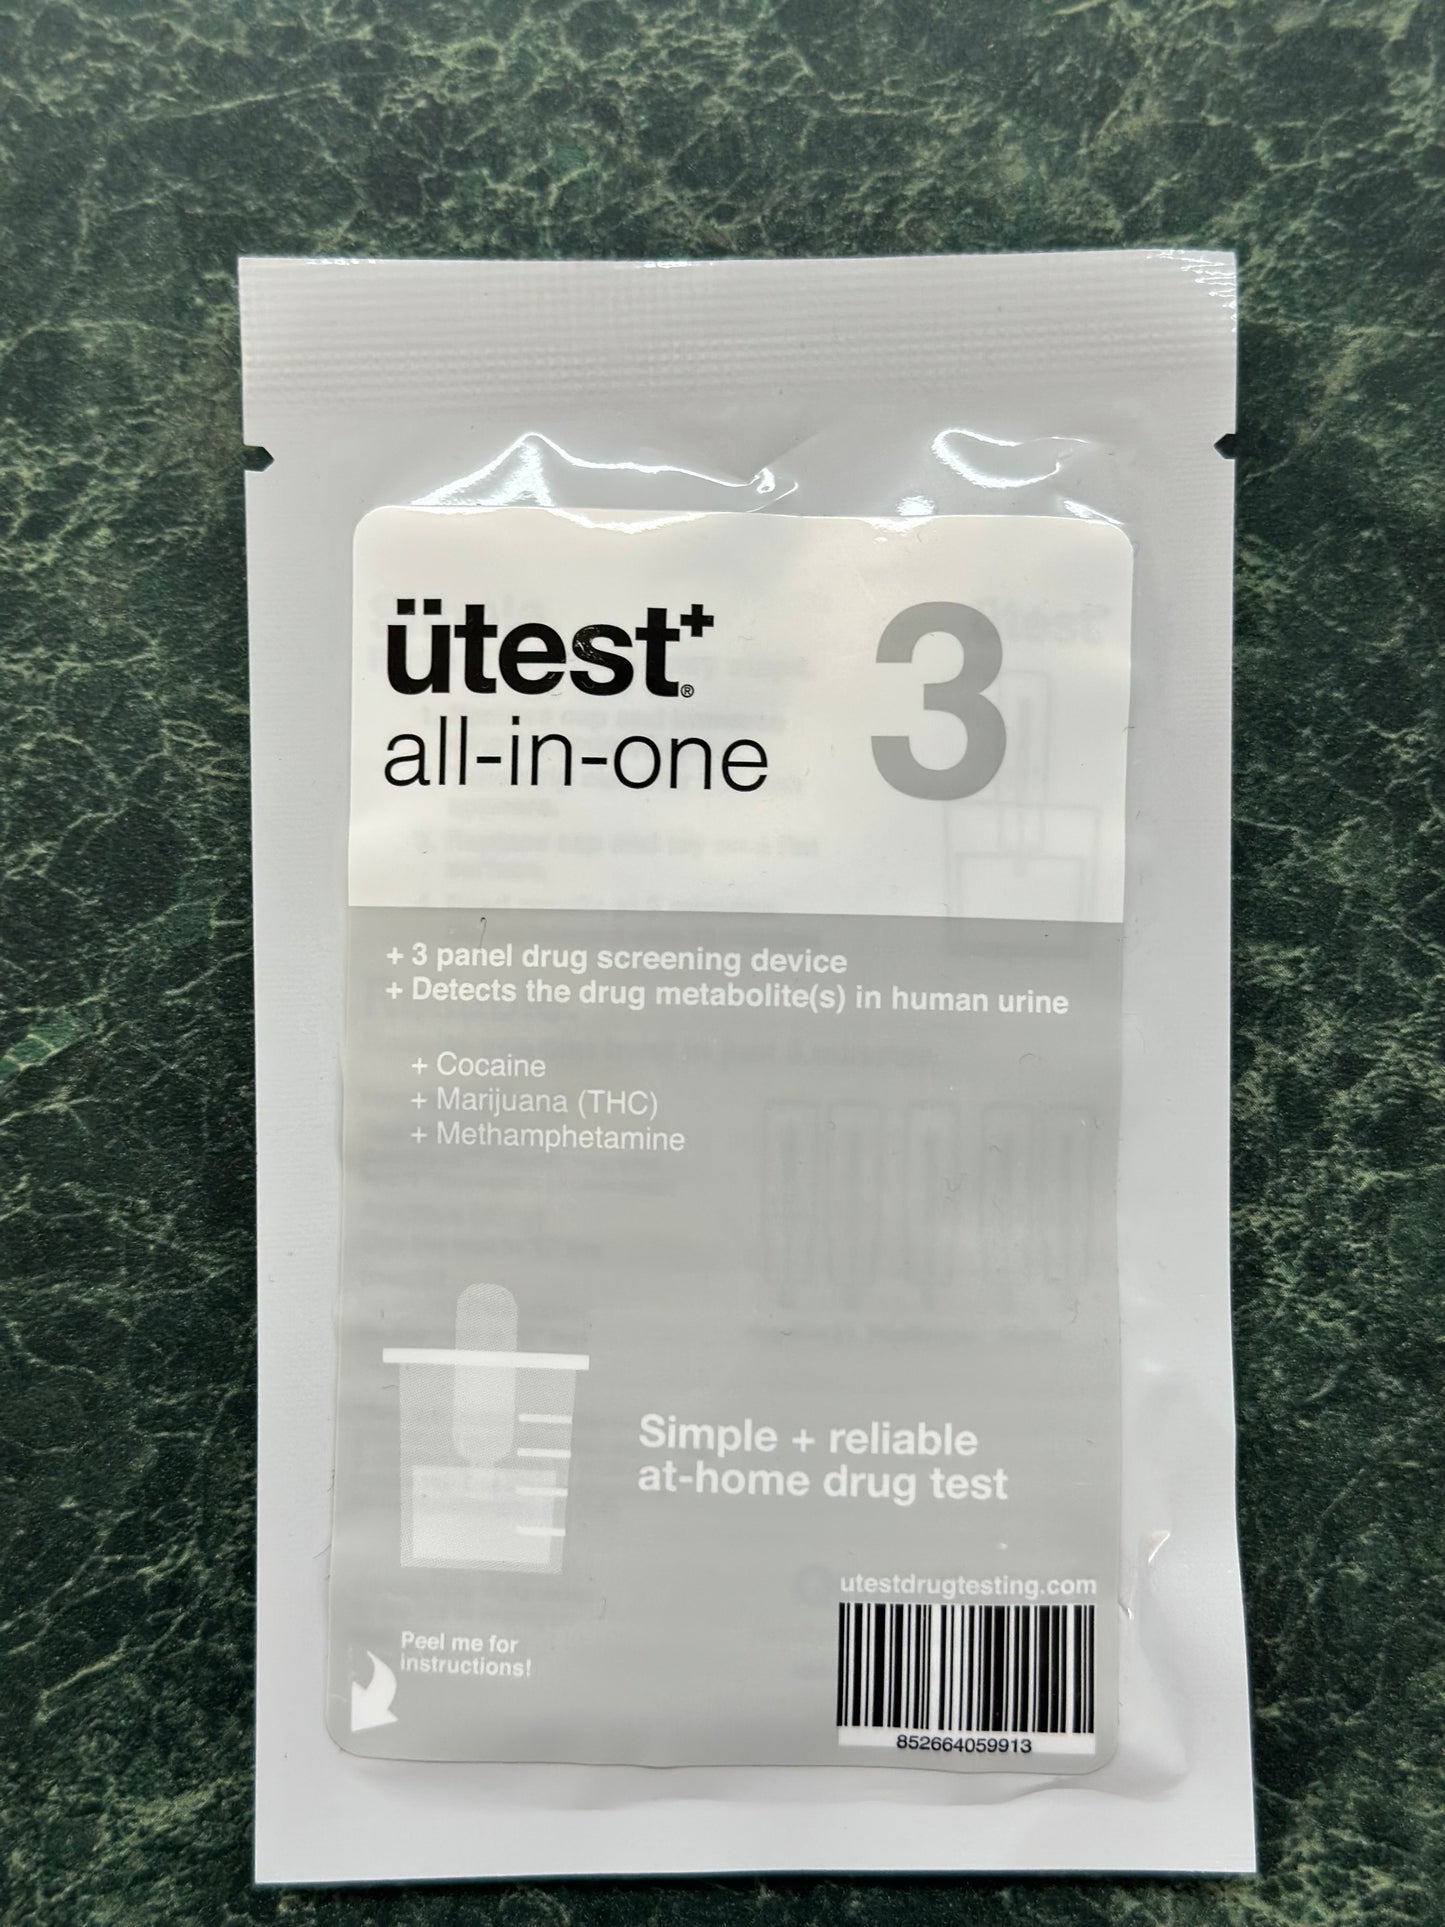 ütest+®
3
all-in-one
+ 3 panel drug screening device
+ Detects the drug metabolite(s) in human urine
+ Cocaine
+ Marijuana (THC)
+ Methamphetamine
Simple + reliable
at-home drug test
utestdrugtesting.com
Peel me for
instructions!
852664059913